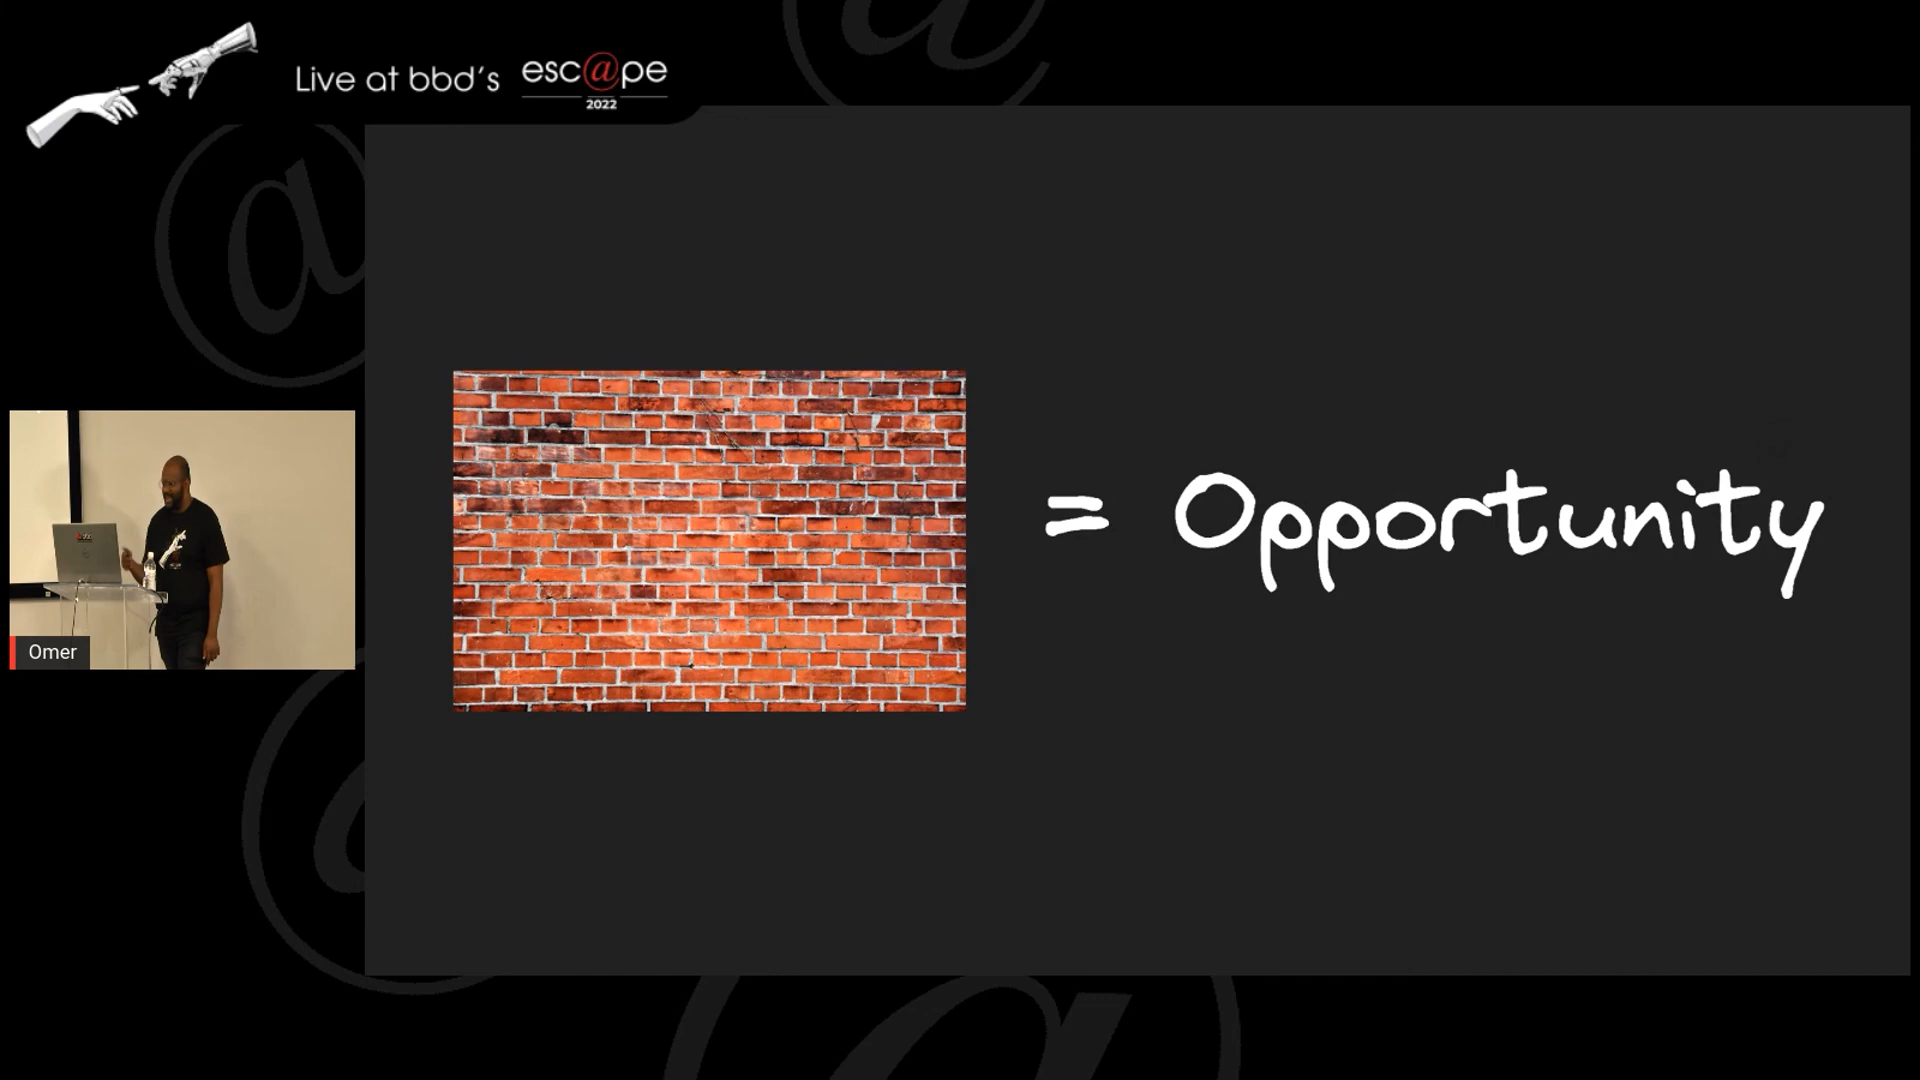 Live at bbd's esc@pe
2022
= Opportunity
Omer